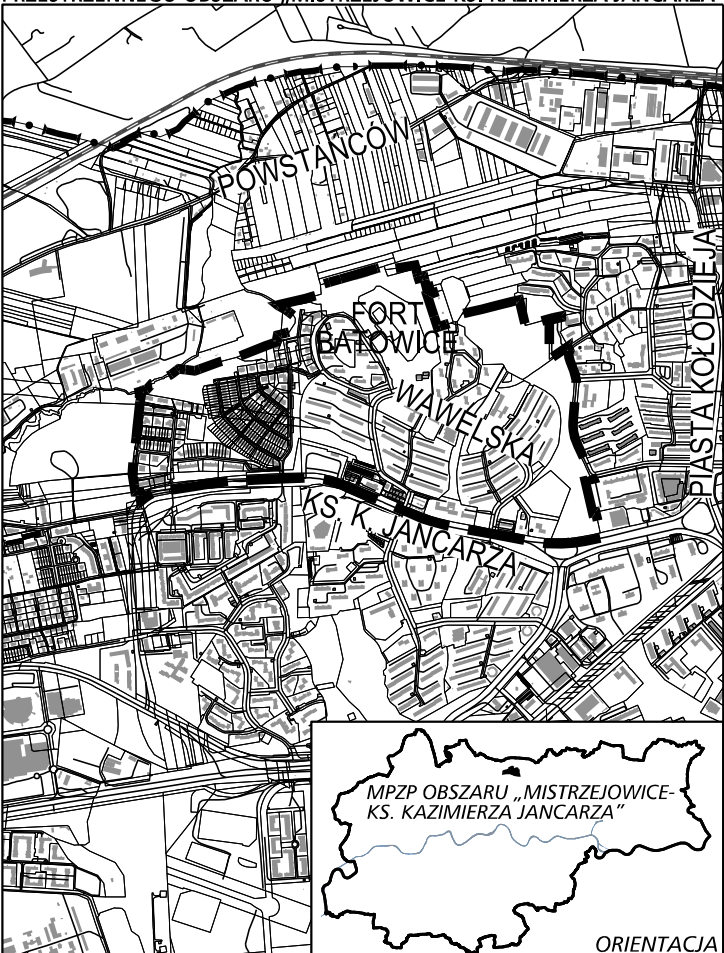 PRZESTRZENNEGO OBSZARU „MISTRZEJOWICE-KS. KAZIMIERZA JANCARZA”
POWSTAŃCÓW
FORT
BATOWICE
WAWELSKA
PIASTA KOŁODZIEJA
KS. K. JANCARZA
MPZP OBSZARU „MISTRZEJOWICE-
KS. KAZIMIERZA JANCARZA”
ORIENTACJA